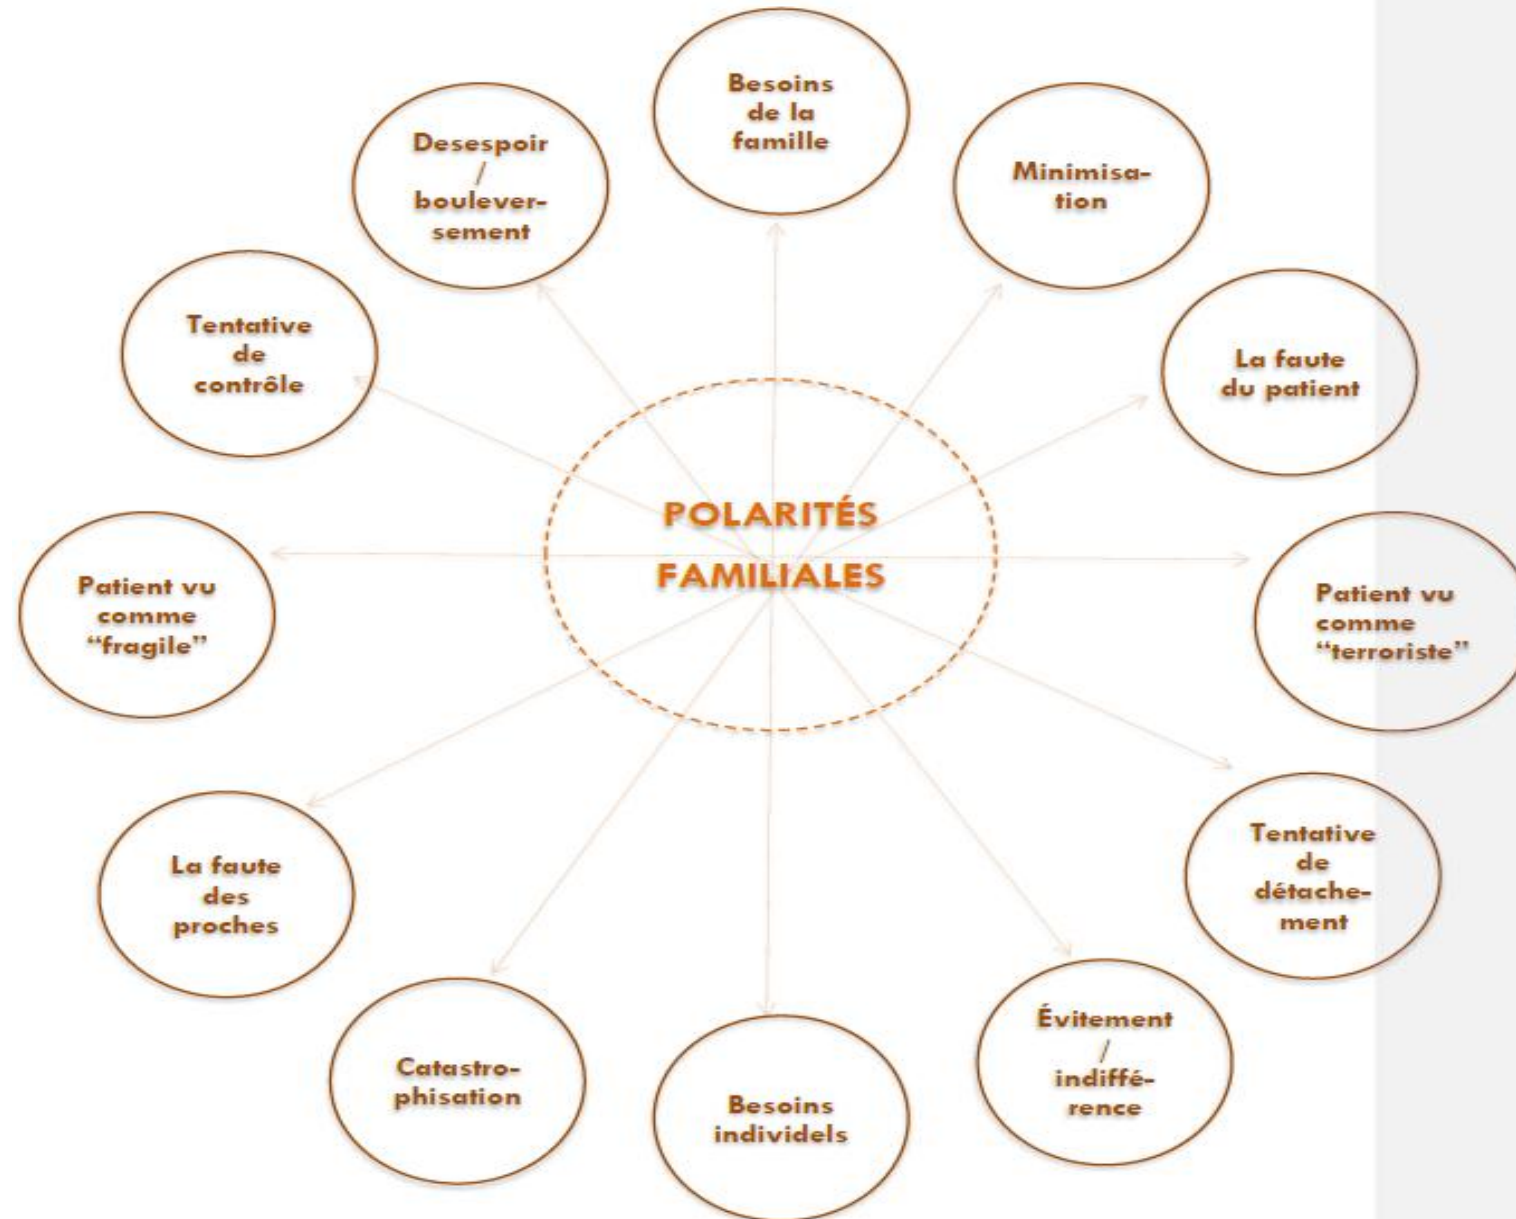 Besoins
de la
famille
Desespoir
/
boulever-
sement
Minimisa-
tion
Tentative
de
contrôle
La faute
du patient
POLARITÉS
FAMILIALES
Patient vu
comme
“fragile”
Patient vu
comme
“terroriste”
La faute
des
proches
Tentative
de
détache-
ment
Catastro-
phisation
Besoins
individels
Évitement
/
indiffé-
rence